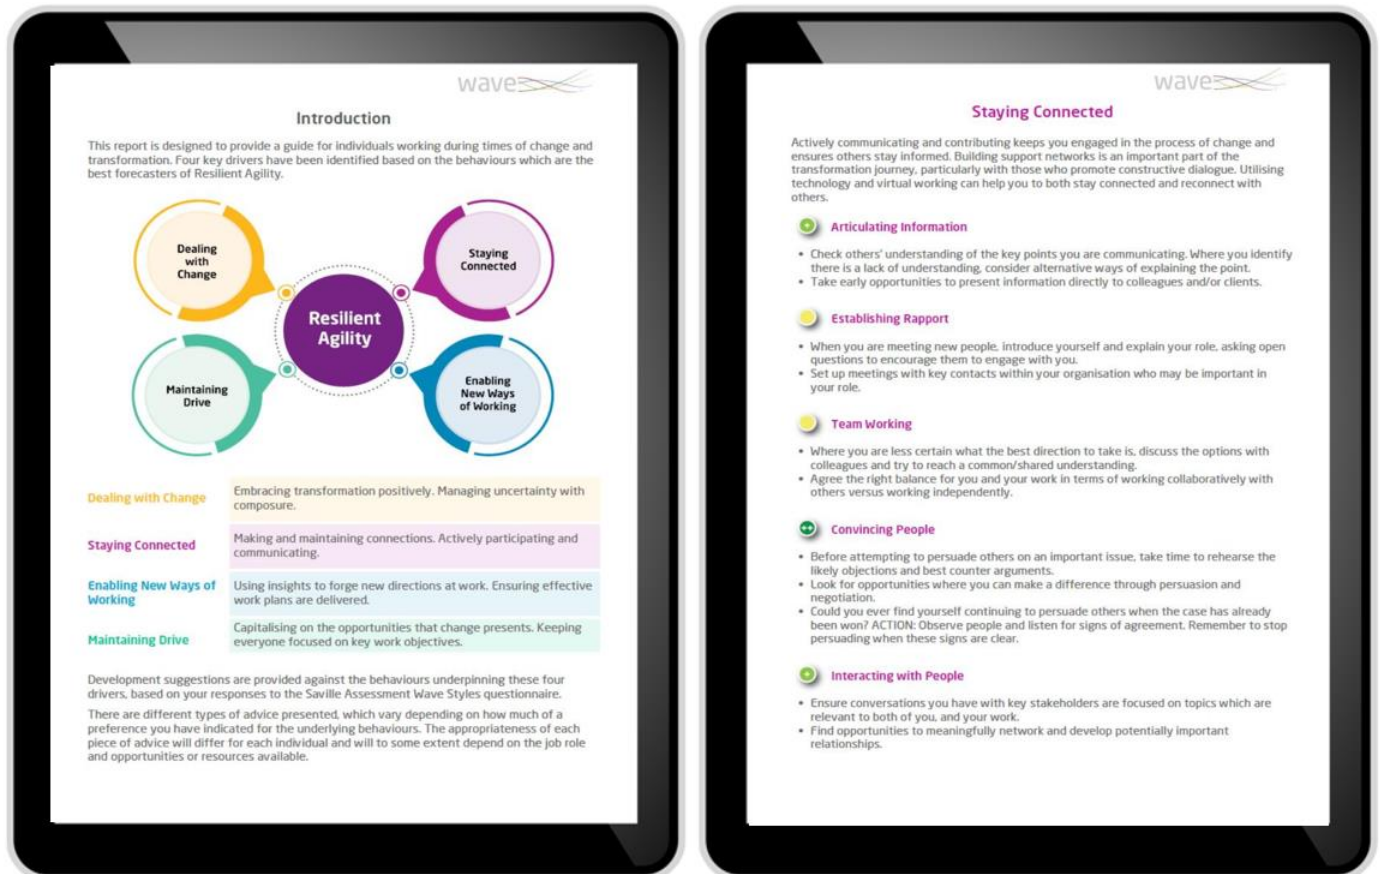 wave
Introduction
This report is designed to provide a guide for individuals working during times of change and
transformation. Four key drivers have been identified based on the behaviours which are the
best forecasters of Resilient Agility.
Dealing
with
Change
Staying
Connected
Resilient
Agility
Maintaining
Drive
Enabling
New Ways
of Working
Dealing with Change
Embracing transformation positively. Managing uncertainty with
composure.
Staying Connected
Making and maintaining connections. Actively participating and
communicating.
Enabling New Ways of
Working
Using insights to forge new directions at work. Ensuring effective
work plans are delivered.
Maintaining Drive
Capitalising on the opportunities that change presents. Keeping
everyone focused on key work objectives.
Development suggestions are provided against the behaviours underpinning these four
drivers, based on your responses to the Saville Assessment Wave Styles questionnaire.
There are different types of advice presented, which vary depending on how much of a
preference you have indicated for the underlying behaviours. The appropriateness of each
piece of advice will differ for each individual and will to some extent depend on the job role
and opportunities or resources available.
wave
Staying Connected
Actively communicating and contributing keeps you engaged in the process of change and
ensures others stay informed. Building support networks is an important part of the
transformation journey, particularly with those who promote constructive dialogue. Utilising
technology and virtual working can help you to both stay connected and reconnect with
others.
Articulating Information
• Check others' understanding of the key points you are communicating. Where you identify
there is a lack of understanding, consider alternative ways of explaining the point.
• Take early opportunities to present information directly to colleagues and/or clients.
Establishing Rapport
• When you are meeting new people, introduce yourself and explain your role, asking open
questions to encourage them to engage with you.
• Set up meetings with key contacts within your organisation who may be important in
your role.
Team Working
• Where you are less certain what the best direction to take is, discuss the options with
colleagues and try to reach a common/shared understanding.
• Agree the right balance for you and your work in terms of working collaboratively with
others versus working independently.
Convincing People
• Before attempting to persuade others on an important issue, take time to rehearse the
likely objections and best counter arguments.
• Look for opportunities where you can make a difference through persuasion and
negotiation.
• Could you ever find yourself continuing to persuade others when the case has already
been won? ACTION: Observe people and listen for signs of agreement. Remember to stop
persuading when these signs are clear.
Interacting with People
• Ensure conversations you have with key stakeholders are focused on topics which are
relevant to both of you, and your work.
• Find opportunities to meaningfully network and develop potentially important
relationships.